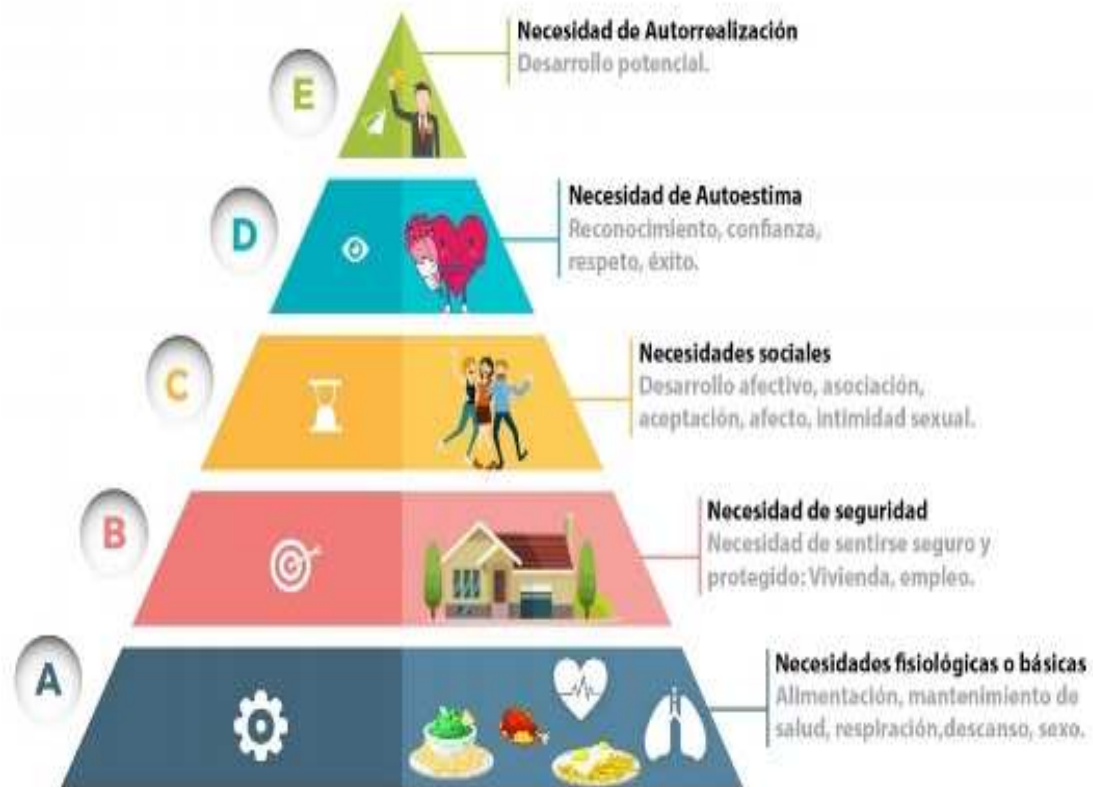 E
Necesidad de Autorrealización
Desarrollo potencial.
D
Necesidad de Autoestima
Reconocimiento, confianza,
respeto, éxito.
C
Necesidades sociales
Desarrollo afectivo, asociación,
aceptación, afecto, intimidad sexual.
B
Necesidad de seguridad
Necesidad de sentirse seguro y
protegido: Vivienda, empleo.
A
Necesidades fisiológicas o básicas
Alimentación, mantenimiento de
salud, respiración,descanso, sexo.